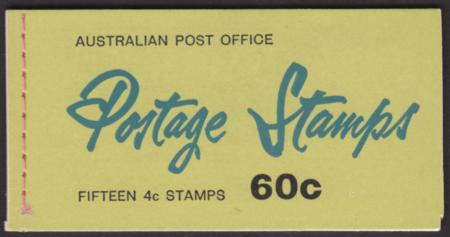 AUSTRALIAN POST OFFICE
Postage Stamps
FIFTEEN 4c STAMPS 60c